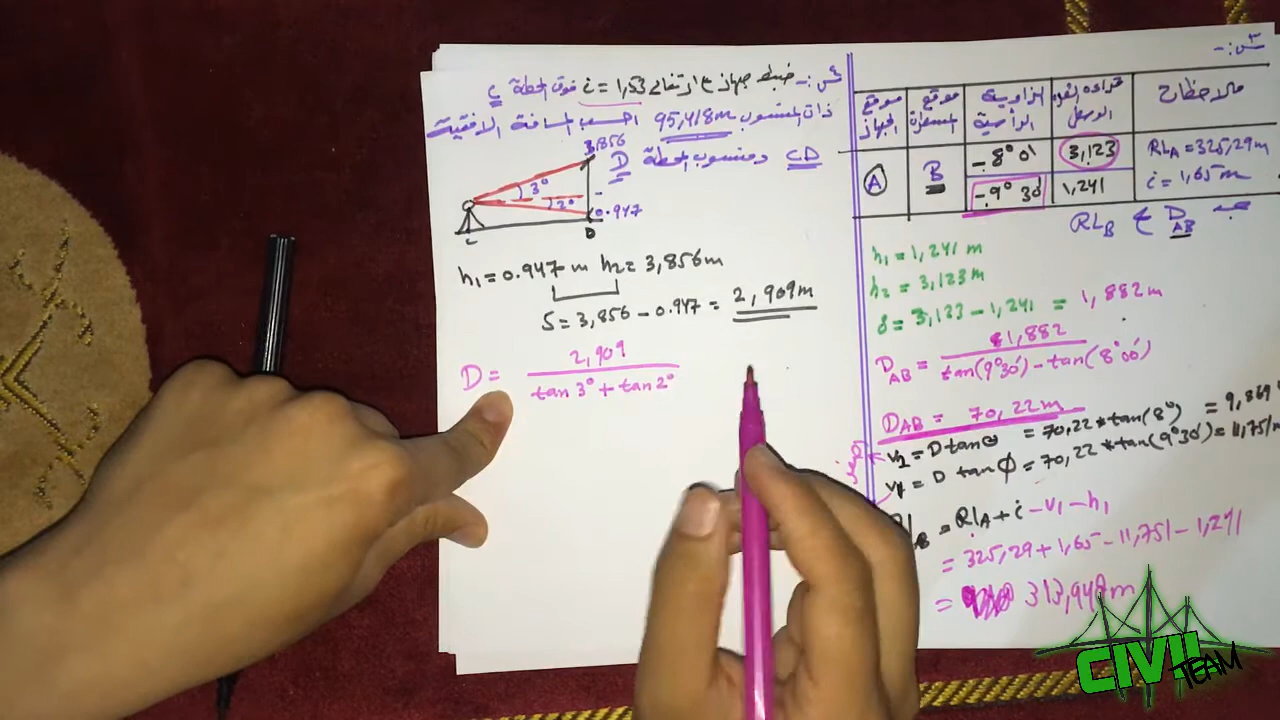 س٣:-
موقع الجهاز | موقع المسطرة | الزاوية الرأسية | قراءة الشعرة الوسطى | ملاحظات
A | B | -8°0' | 3,123 | RLA = 325,29m
-9°30' | 1,241 | i = 1,65m
RLB DAB
h1 = 1,241 m
h2 = 3,123 m
S = 3,123 - 1,241 = 1,882 m
DAB = 1,882 / tan(9°30') - tan(8°00')
DAB = 70,22 m
v2 = D tan θ = 70,22 * tan(8°) = 9,869
v1 = D tan ϕ = 70,22 * tan(9°30') = 11,751 m
= RLA + i - v1 - h1
= 325,29 + 1,65 - 11,751 - 1,241
= 313,948m
س٤:- ضبط جهاز ع ارتفاع i = 1,53 فوق المحطة C
ذات المنسوب 95,418m احسب المسافة الافقية
CD ومنسوب المحطة D
3.856
3°
2°
0.947
C D
h1 = 0.947 m h2 = 3,856m
S = 3,856 - 0.947 = 2,909m
D = 2,909 / tan 3° + tan 2°
CIVIL
TEAM